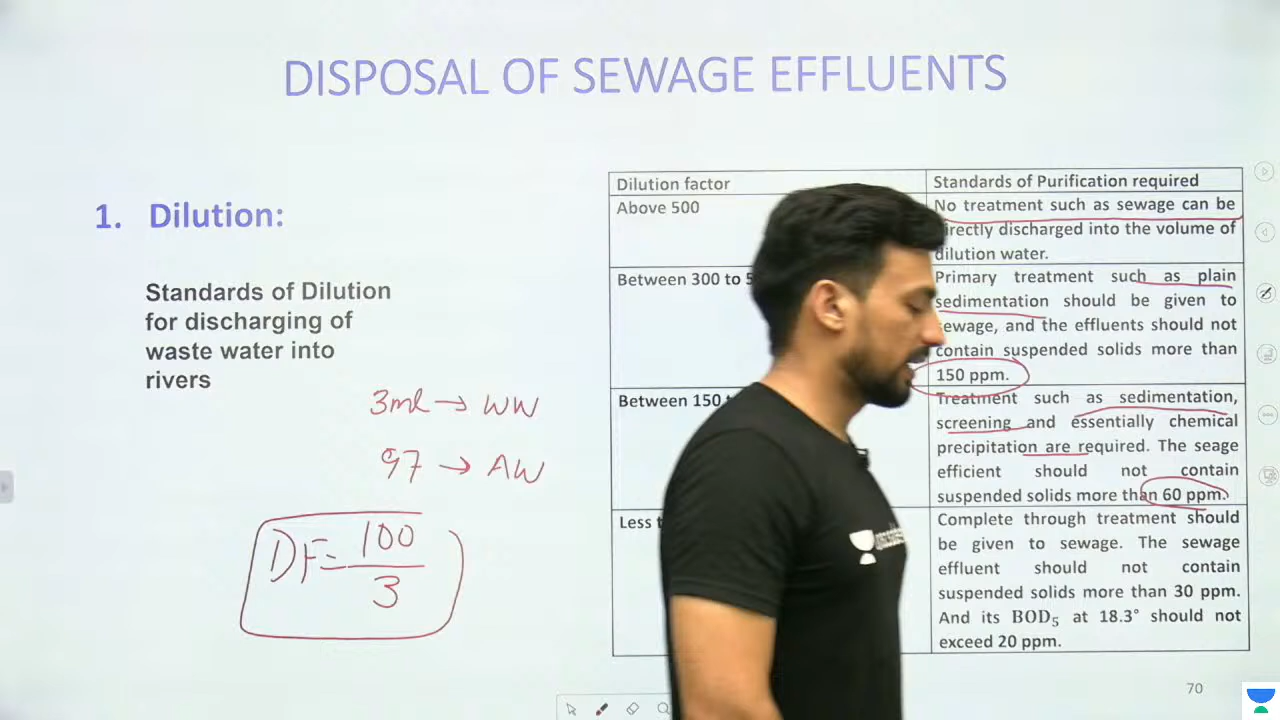 DISPOSAL OF SEWAGE EFFLUENTS
1. Dilution:
Standards of Dilution
for discharging of
waste water into
rivers
3ml → WW
97 → AW
DF = 100
3
Dilution factor
Standards of Purification required
Above 500
No treatment such as sewage can be
directly discharged into the volume of
dilution water.
Between 300 to
Primary treatment such as plain
sedimentation should be given to
sewage, and the effluents should not
contain suspended solids more than
150 ppm.
Between 150
Treatment such as sedimentation,
screening and essentially chemical
precipitation are required. The seage
efficient should not contain
suspended solids more than 60 ppm.
Less
Complete through treatment should
be given to sewage. The sewage
effluent should not contain
suspended solids more than 30 ppm.
And its BOD₅ at 18.3° should not
exceed 20 ppm.
70